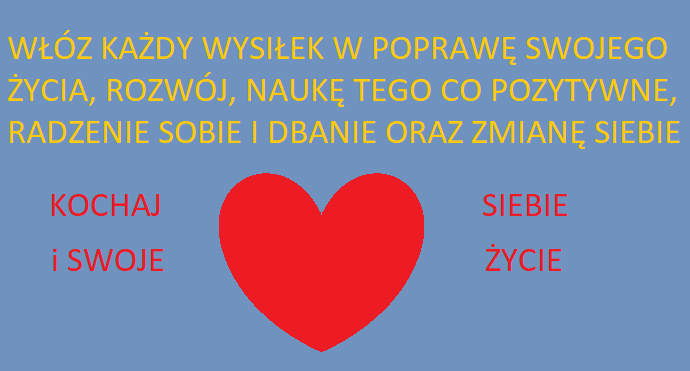 WŁÓZ KAŻDY WYSIŁEK W POPRAWĘ SWOJEGO
ŻYCIA, ROZWÓJ, NAUKĘ TEGO CO POZYTYWNE,
RADZENIE SOBIE I DBANIE ORAZ ZMIANĘ SIEBIE
KOCHAJ SIEBIE
i SWOJE ŻYCIE